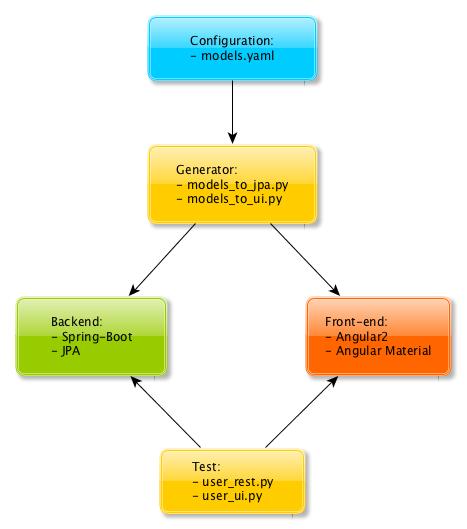 Configuration:
- models.yaml
Generator:
- models_to_jpa.py
- models_to_ui.py
Backend:
- Spring-Boot
- JPA
Front-end:
- Angular2
- Angular Material
Test:
- user_rest.py
- user_ui.py